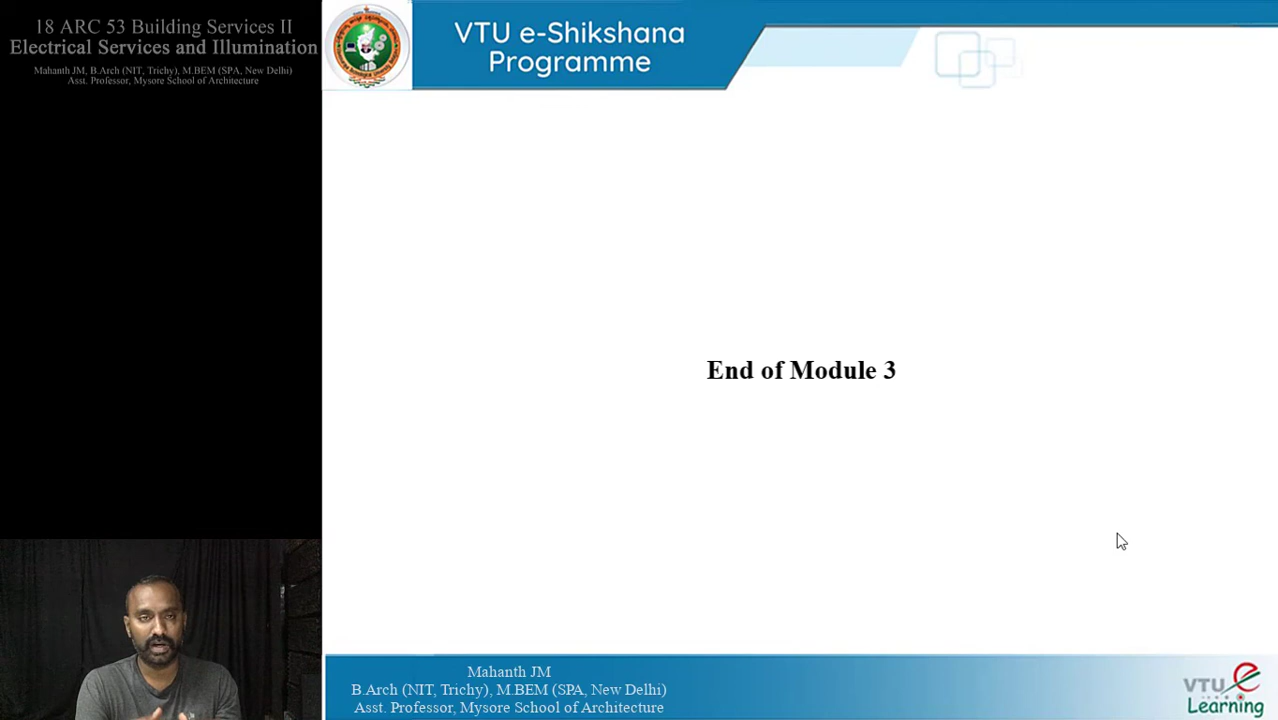 18 ARC 53 Building Services II
Electrical Services and Illumination
Mahanth JM, B.Arch (NIT, Trichy), M.BEM (SPA, New Delhi)
Asst. Professor, Mysore School of Architecture
VTU e-Shikshana
Programme
End of Module 3
Mahanth JM
B.Arch (NIT, Trichy), M.BEM (SPA, New Delhi)
Asst. Professor, Mysore School of Architecture
VTU e
Learning